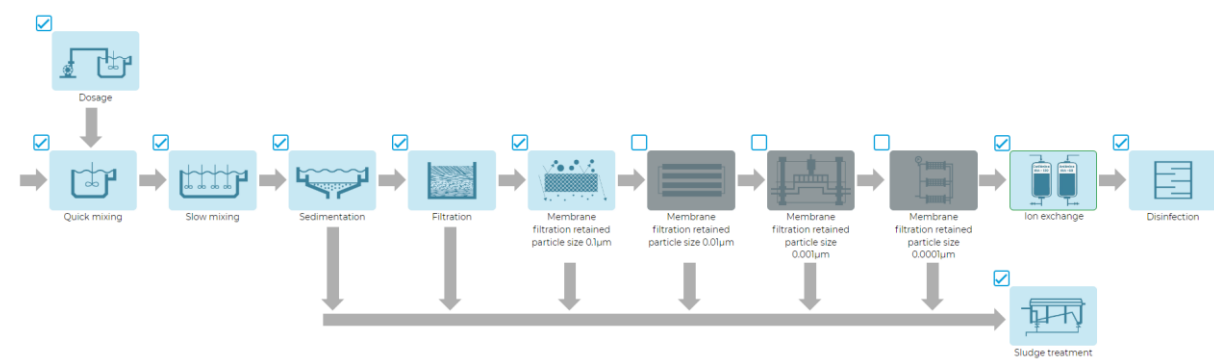 Dosage
Quick mixing
Slow mixing
Sedimentation
Filtration
Membrane
filtration retained
particle size 0.1µm
Membrane
filtration retained
particle size 0.01µm
Membrane
filtration retained
particle size
0.001µm
Membrane
filtration retained
particle size
0.0001µm
Ion exchange
Disinfection
Sludge treatment